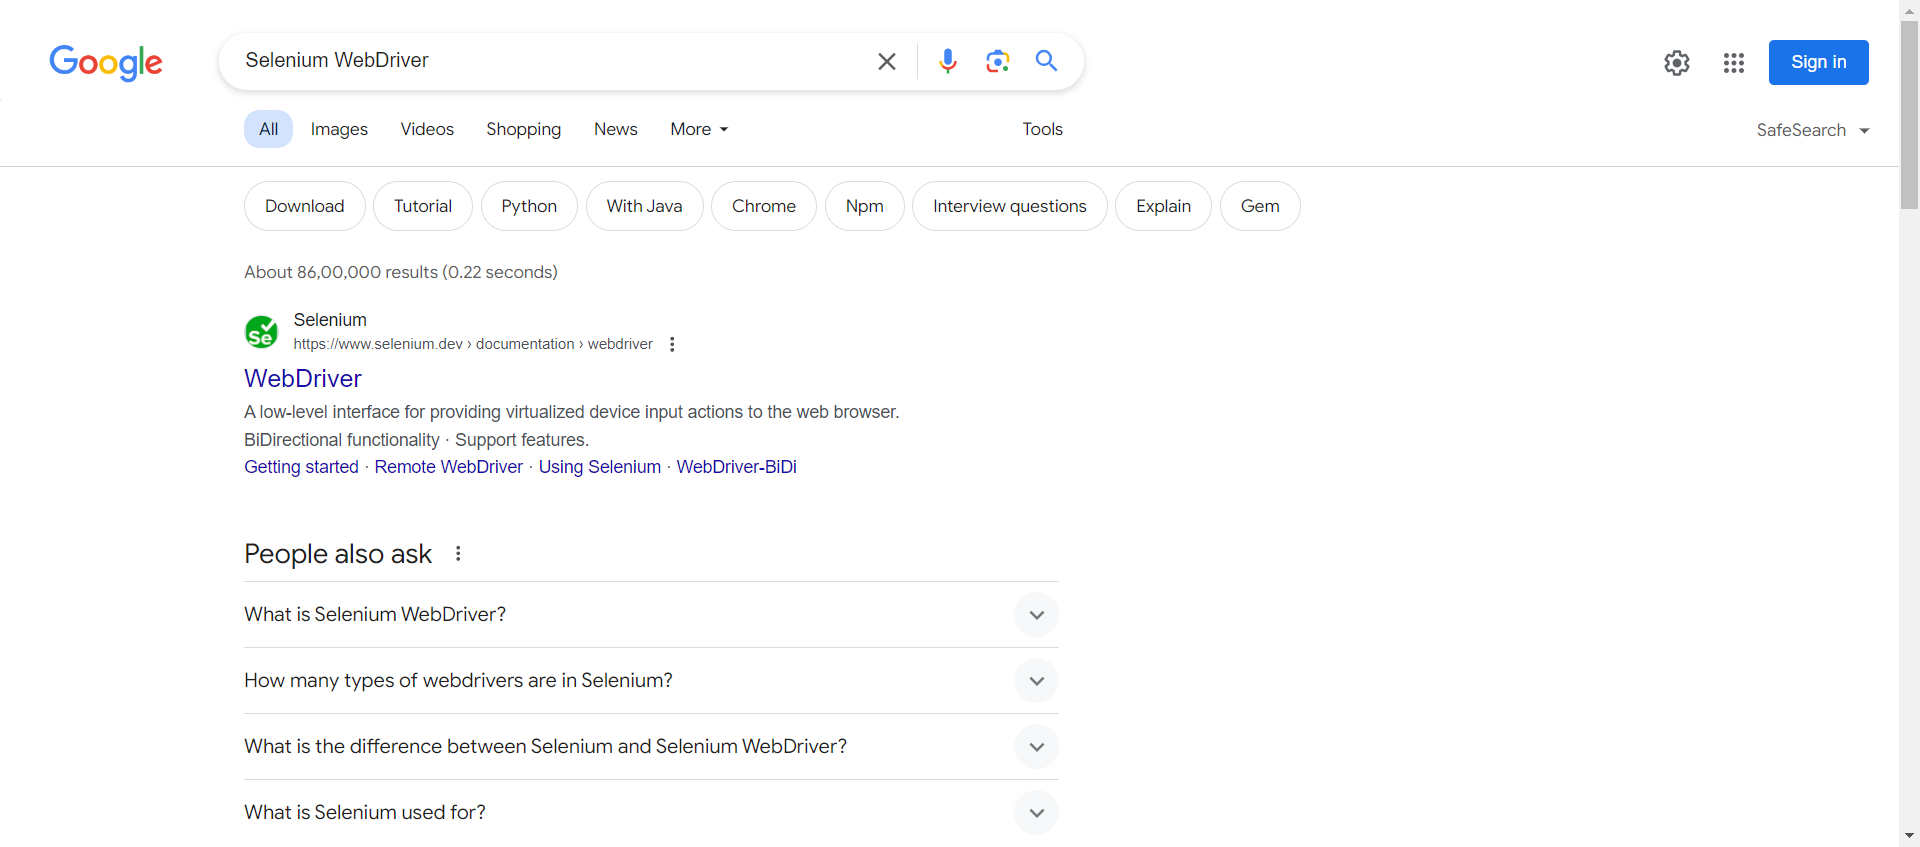 Google
Selenium WebDriver
Sign in
All Images Videos Shopping News More Tools SafeSearch
Download Tutorial Python With Java Chrome Npm Interview questions Explain Gem
About 86,00,000 results (0.22 seconds)
Se
Selenium
https://www.selenium.dev › documentation › webdriver
WebDriver
A low-level interface for providing virtualized device input actions to the web browser.
BiDirectional functionality · Support features.
Getting started · Remote WebDriver · Using Selenium · WebDriver-BiDi
People also ask
What is Selenium WebDriver?
How many types of webdrivers are in Selenium?
What is the difference between Selenium and Selenium WebDriver?
What is Selenium used for?